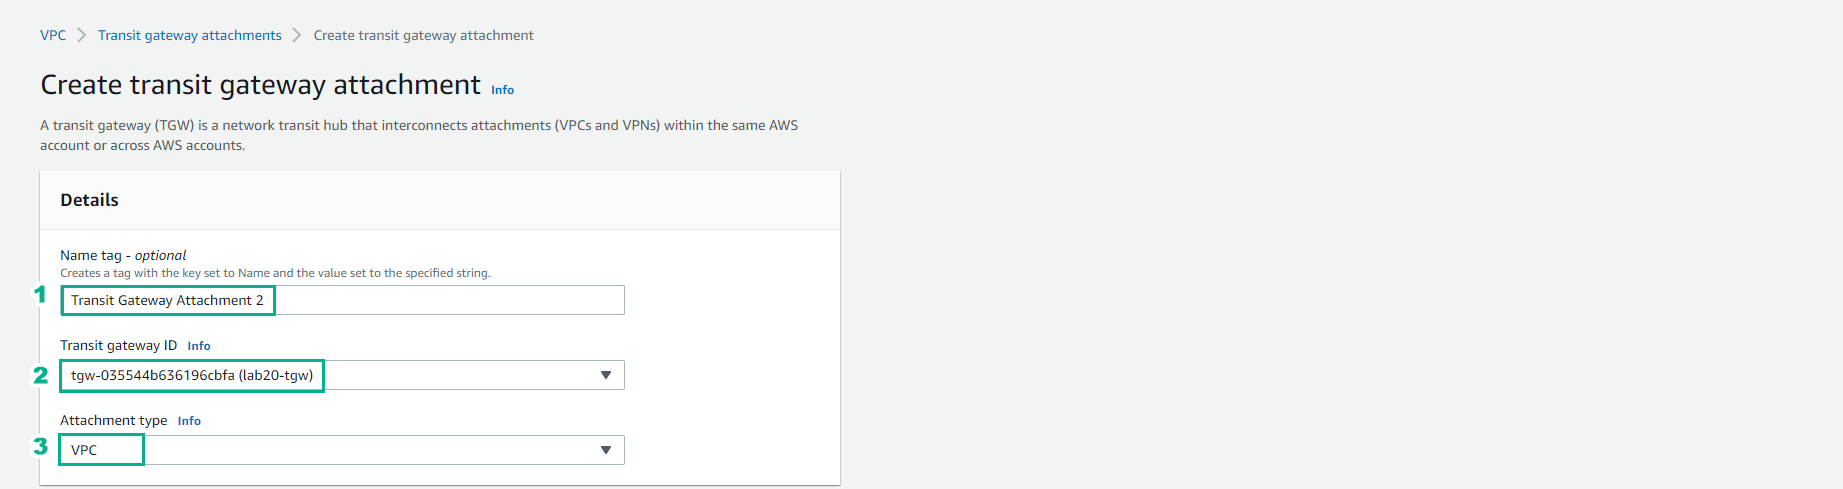 VPC > Transit gateway attachments > Create transit gateway attachment
Create transit gateway attachment Info
A transit gateway (TGW) is a network transit hub that interconnects attachments (VPCs and VPNs) within the same AWS
account or across AWS accounts.
Details
Name tag - optional
Creates a tag with the key set to Name and the value set to the specified string.
1 Transit Gateway Attachment 2
Transit gateway ID Info
2 tgw-035544b636196cbfa (lab20-tgw)
Attachment type Info
3 VPC